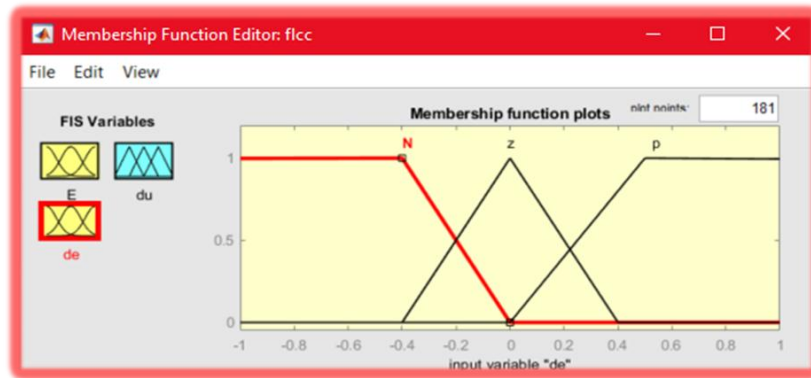 Membership Function Editor: flcc
File Edit View
FIS Variables
E
du
de
Membership function plots
plot points:
181
N
z
p
1
0.5
0
-1 -0.8 -0.6 -0.4 -0.2 0 0.2 0.4 0.6 0.8 1
input variable "de"